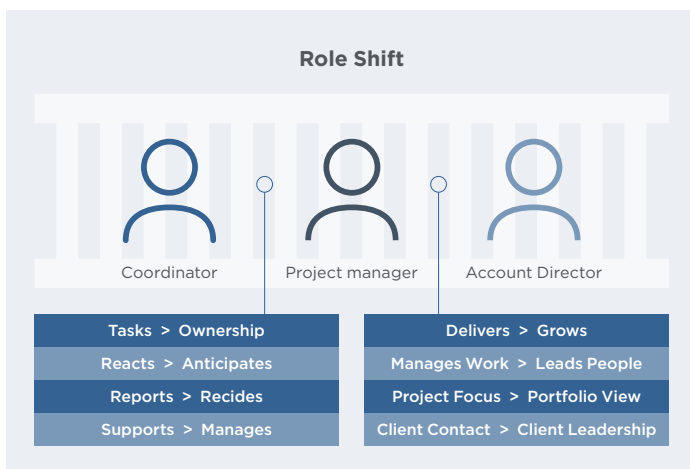 Role Shift
Coordinator
Project manager
Account Director
Tasks > Ownership
Reacts > Anticipates
Reports > Recides
Supports > Manages
Delivers > Grows
Manages Work > Leads People
Project Focus > Portfolio View
Client Contact > Client Leadership